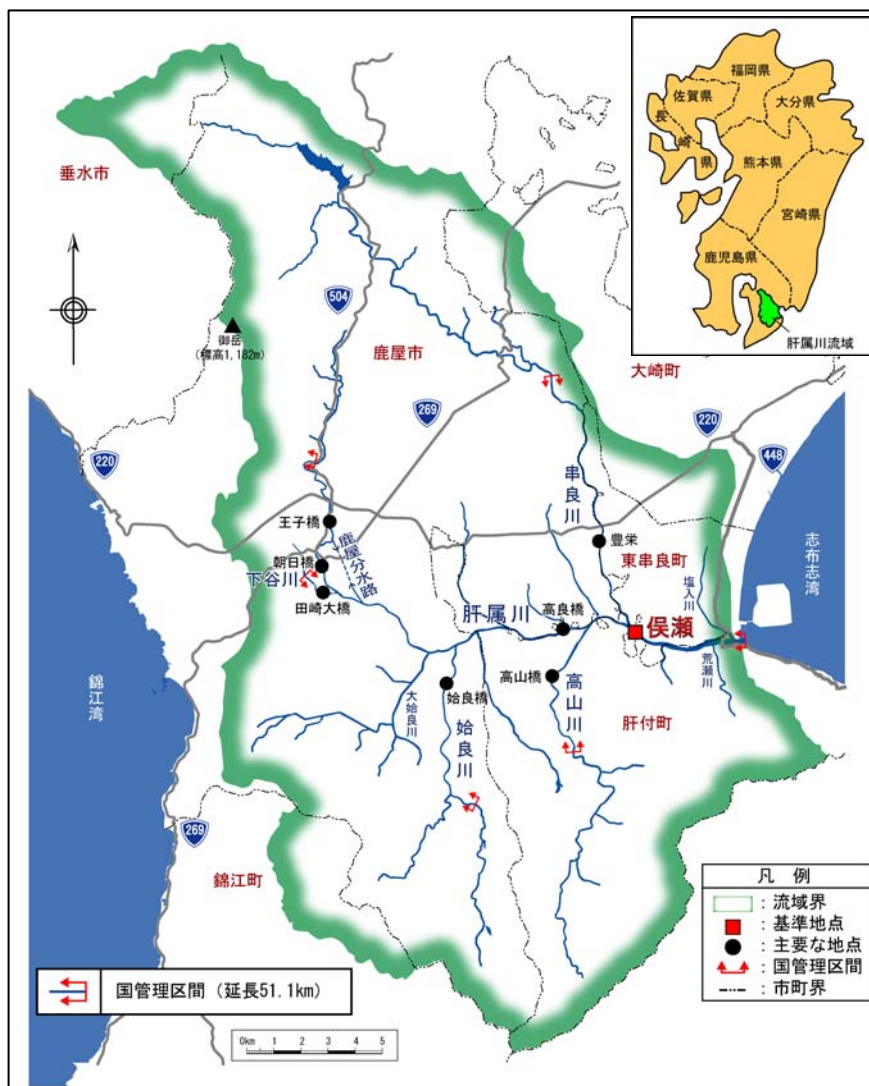 福岡県
佐賀県
大分県
長
崎
県
熊本県
宮崎県
鹿児島県
肝属川流域
垂水市
504
御岳
(標高1,182m)
鹿屋市
大崎町
269
220
220
448
串良川
志布志湾
王子橋
鹿屋分水路
朝日橋
下谷川
田崎大橋
豊栄
東串良町
塩入川
肝属川
高良橋
俣瀬
荒瀬川
高山橋
姶良橋
高山川
大姶良川
姶良川
肝付町
錦江湾
269
錦江町
凡 例
:流域界
:基準地点
:主要な地点
:国管理区間
:市町界
国管理区間(延長51.1km)
0km 1 2 3 4 5